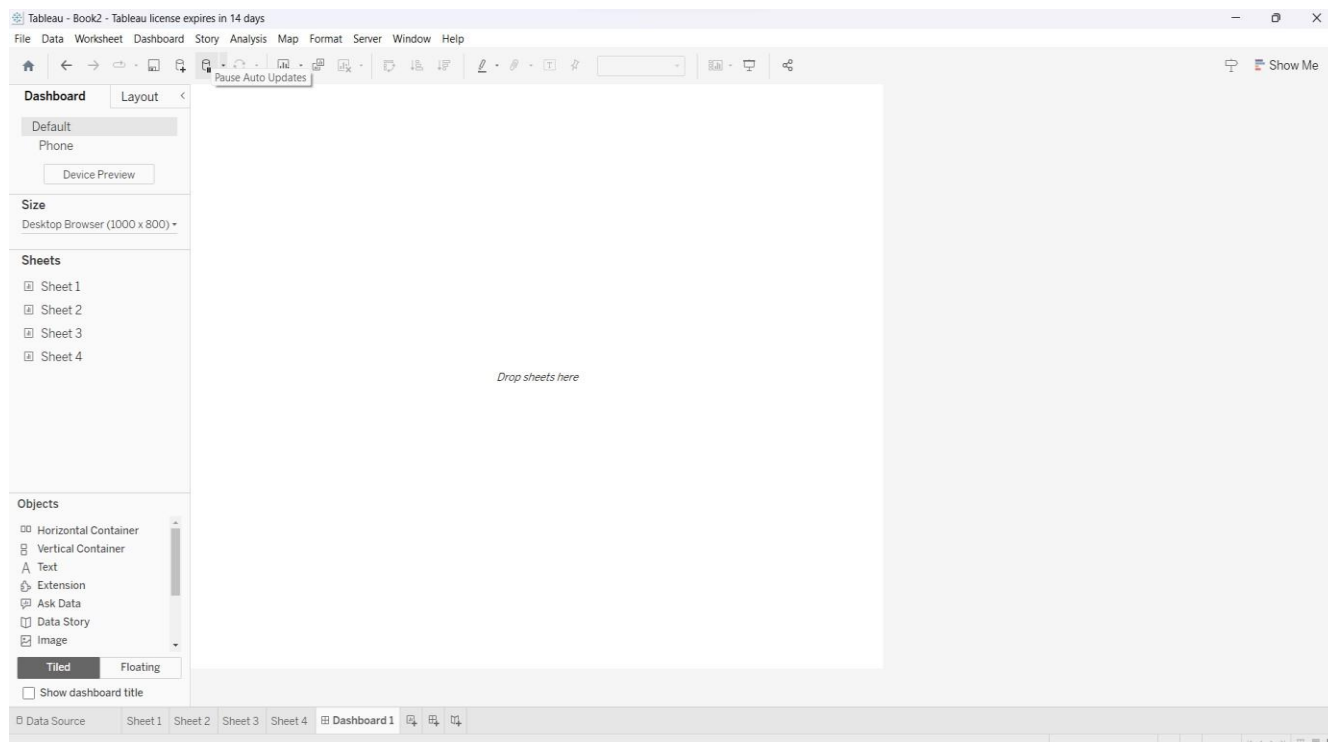 Tableau - Book2 - Tableau license expires in 14 days
File Data Worksheet Dashboard Story Analysis Map Format Server Window Help
Show Me
Pause Auto Updates
Dashboard Layout
Default
Phone
Device Preview
Size
Desktop Browser (1000 x 800)
Sheets
Sheet 1
Sheet 2
Sheet 3
Sheet 4
Drop sheets here
Objects
Horizontal Container
Vertical Container
A Text
Extension
Ask Data
Data Story
Image
Tiled Floating
Show dashboard title
Data Source Sheet 1 Sheet 2 Sheet 3 Sheet 4 Dashboard 1